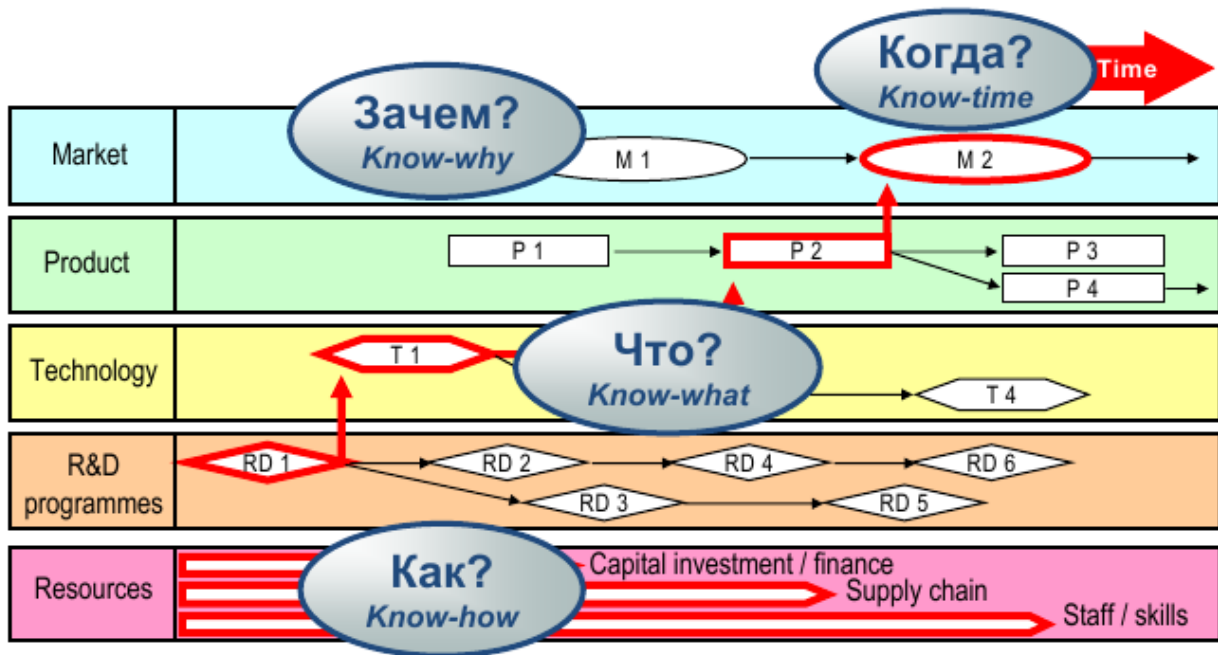 Когда?
Know-time
Time
Зачем?
Know-why
Market
M 1
M 2
Product
P 1
P 2
P 3
P 4
Technology
T 1
Что?
Know-what
T 4
R&D
programmes
RD 1
RD 2
RD 4
RD 6
RD 3
RD 5
Resources
Как?
Know-how
Capital investment / finance
Supply chain
Staff / skills